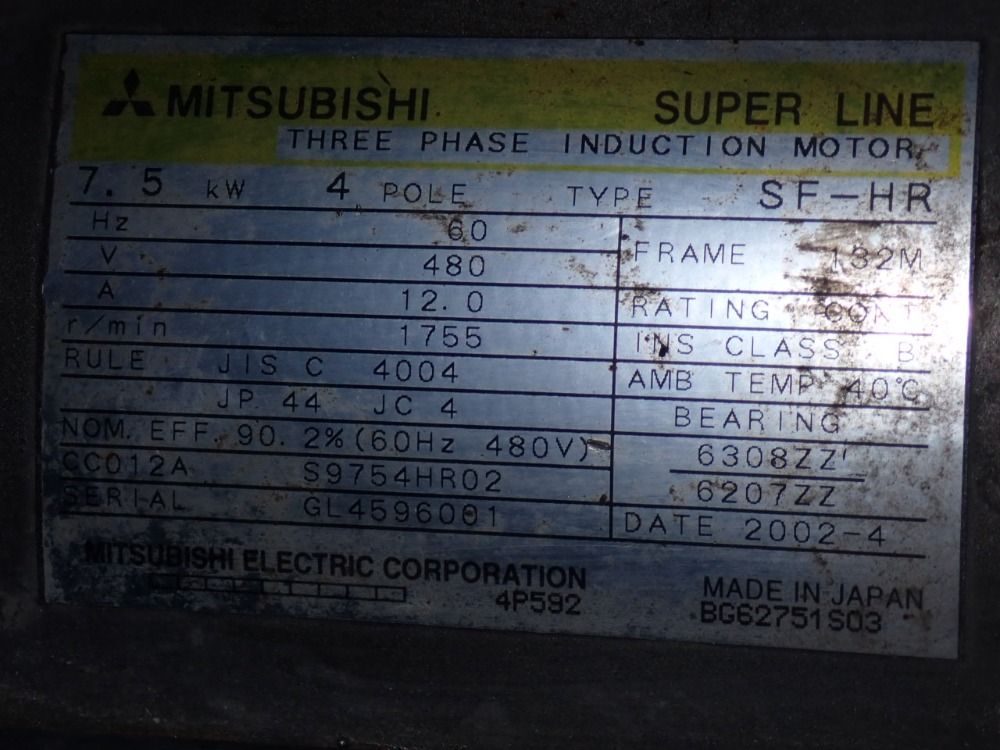 MITSUBISHI SUPER LINE
THREE PHASE INDUCTION MOTOR
7.5 kW 4 POLE TYPE SF-HR
Hz 60
V 480
A 12.0
r/min 1755
RULE JIS C 4004
JP 44 JC 4
NOM. EFF. 90.2% (60Hz 480V)
CC012A S9754HR02
SERIAL GL4596001
FRAME 132M
RATING CONT
INS CLASS B
AMB TEMP 40℃
BEARING
6308ZZ
6207ZZ
DATE 2002-4
MITSUBISHI ELECTRIC CORPORATION
4P592
MADE IN JAPAN
BG62751S03